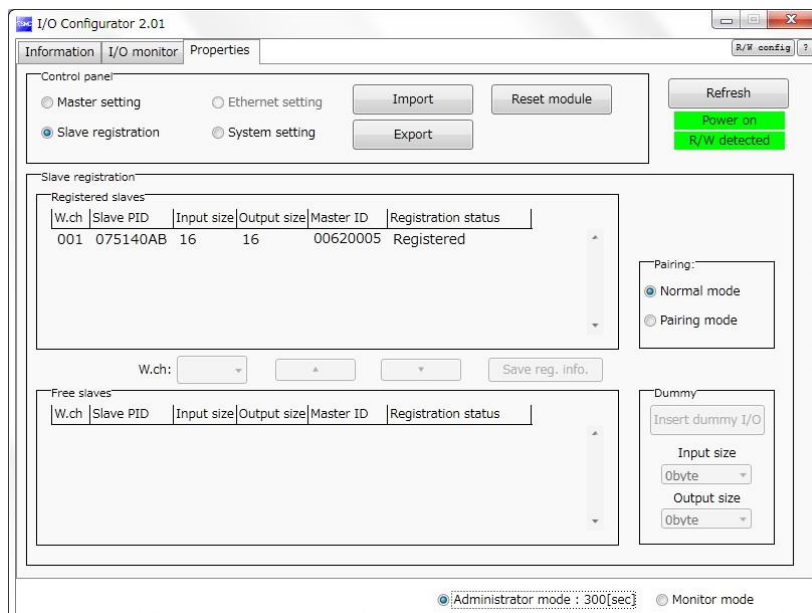 SMC I/O Configurator 2.01
Information I/O monitor Properties R/W config ?
Control panel
Master setting Ethernet setting Import Reset module Refresh
Slave registration System setting Export Power on
R/W detected
Slave registration
Registered slaves
W.ch Slave PID Input size Output size Master ID Registration status
001 075140AB 16 16 00620005 Registered
Pairing:
Normal mode
Pairing mode
W.ch: Save reg. info.
Free slaves
W.ch Slave PID Input size Output size Master ID Registration status
Dummy
Insert dummy I/O
Input size
0byte
Output size
0byte
Administrator mode : 300[sec] Monitor mode